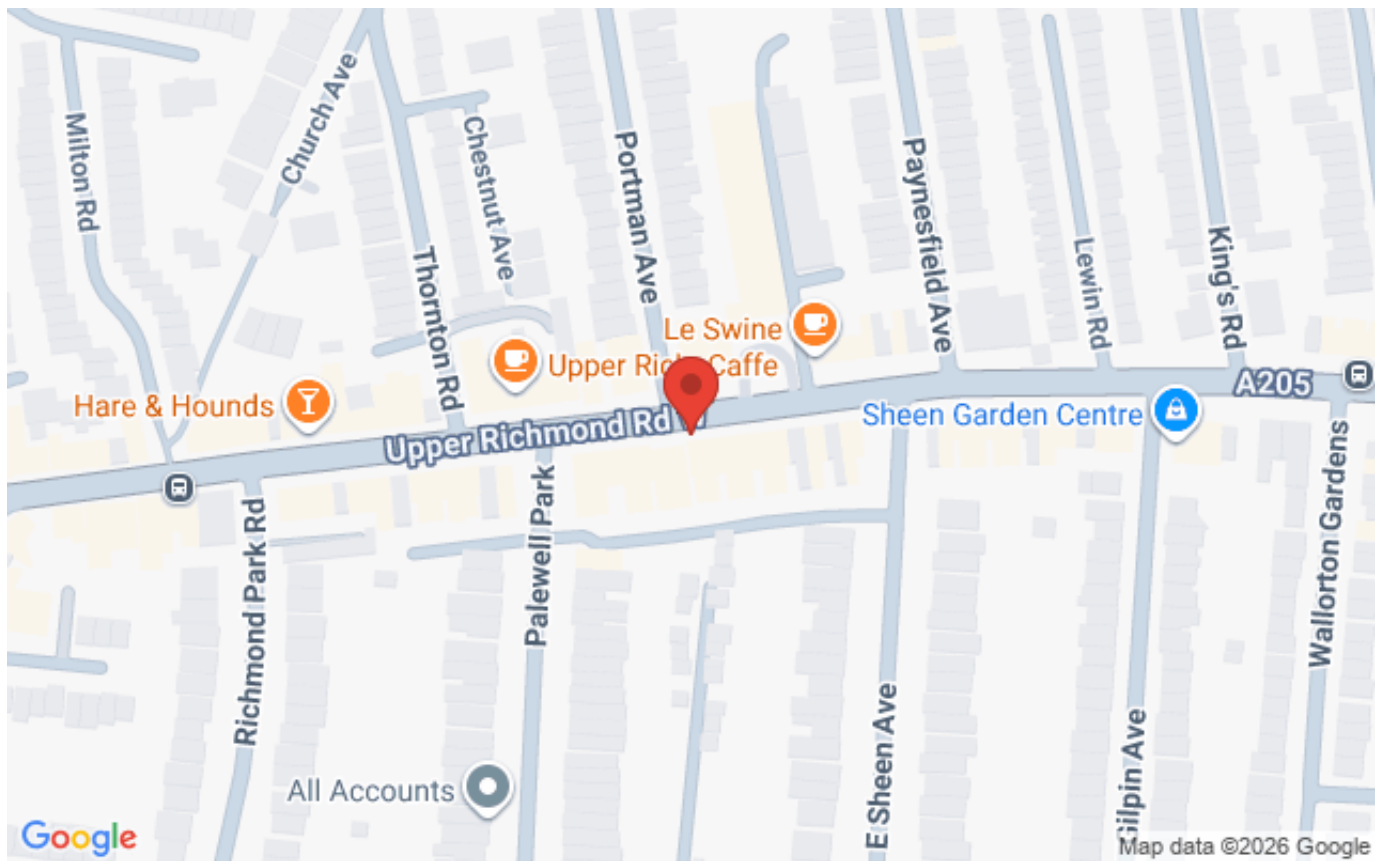 Milton Rd
Church Ave
Chestnut Ave
Portman Ave
Paynesfield Ave
Lewin Rd
King's Rd
Thornton Rd
Le Swine
Upper Caffe
Hare & Hounds
Upper Richmond Rd
A205
Sheen Garden Centre
Richmond Park Rd
Palewell Park
Wallorton Gardens
E Sheen Ave
Gilpin Ave
All Accounts
Google
Map data ©2026 Google